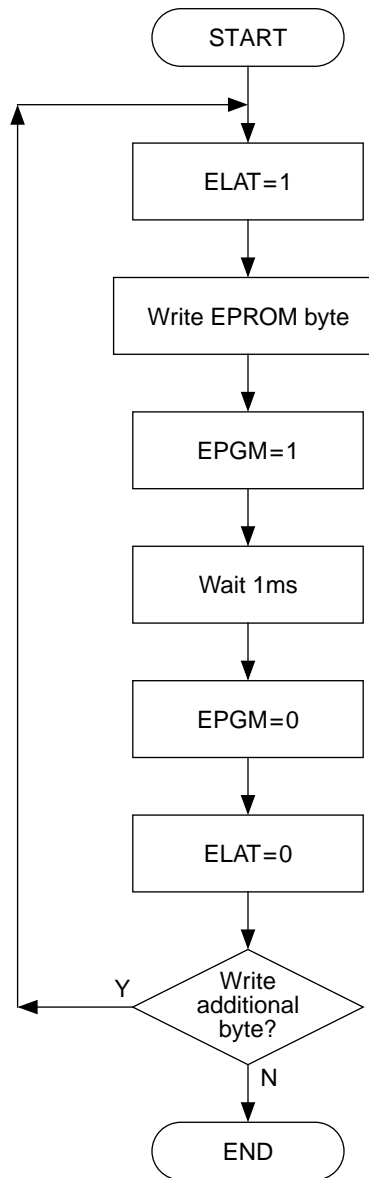 START
ELAT=1
Write EPROM byte
EPGM=1
Wait 1ms
EPGM=0
ELAT=0
Write
additional
byte?
Y
N
END